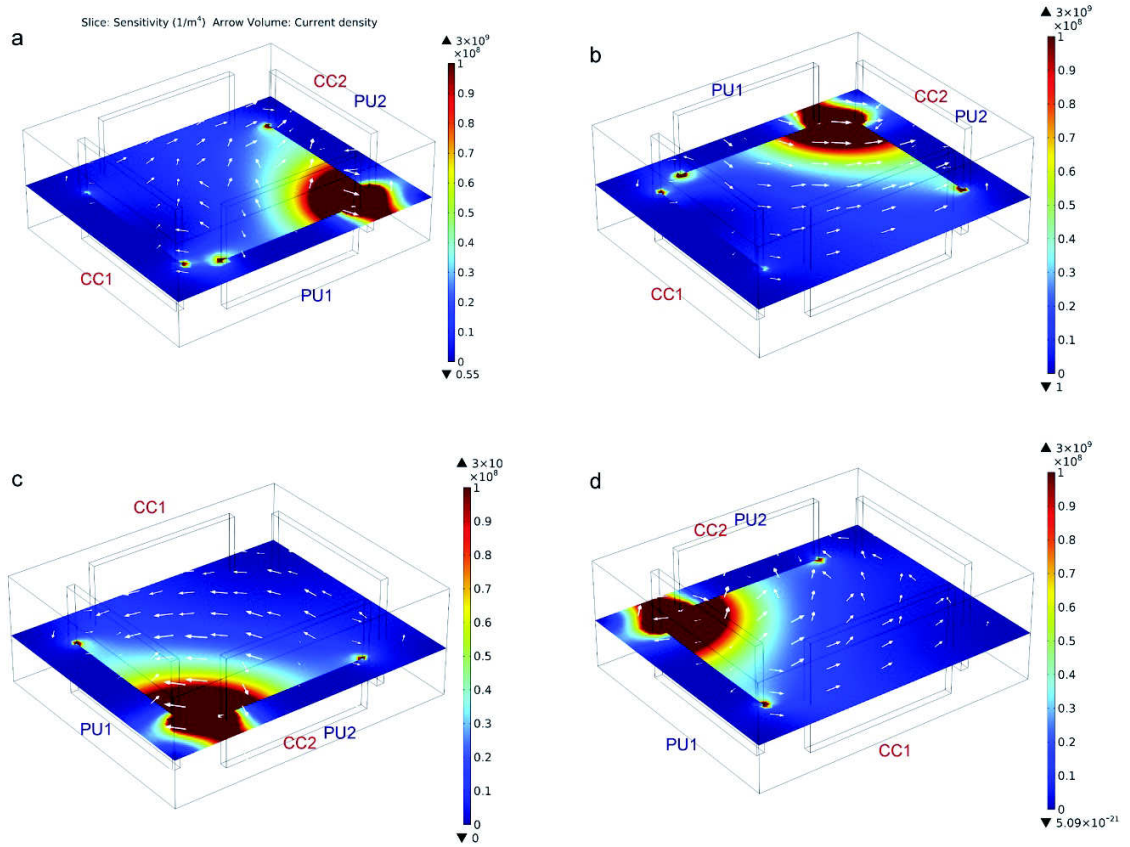 Slice: Sensitivity (1/m⁴) Arrow Volume: Current density
a
▲ 3×10⁹
×10⁸
1
0.9
0.8
0.7
0.6
0.5
0.4
0.3
0.2
0.1
0
▼ 0.55
CC2
PU2
CC1
PU1
b
▲ 3×10⁹
×10⁸
1
0.9
0.8
0.7
0.6
0.5
0.4
0.3
0.2
0.1
0
▼ 1
PU1
CC2
PU2
CC1
c
▲ 3×10
×10⁸
1
0.9
0.8
0.7
0.6
0.5
0.4
0.3
0.2
0.1
0
▼ 0
CC1
PU1
PU2
CC2
d
▲ 3×10⁹
×10⁸
1
0.9
0.8
0.7
0.6
0.5
0.4
0.3
0.2
0.1
0
▼ 5.09×10⁻²¹
CC2
PU2
PU1
CC1